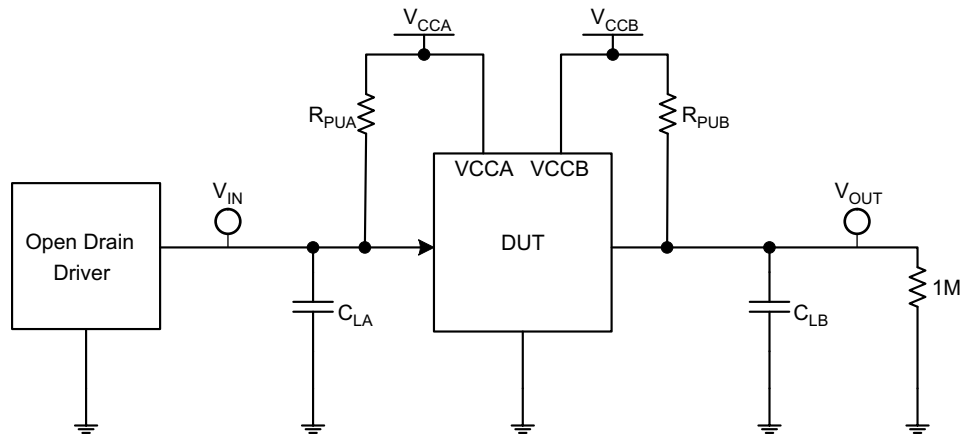 V_CCA
V_CCB
R_PUA
R_PUB
VCCA VCCB
V_IN
V_OUT
Open Drain
Driver
DUT
1M
C_LA
C_LB